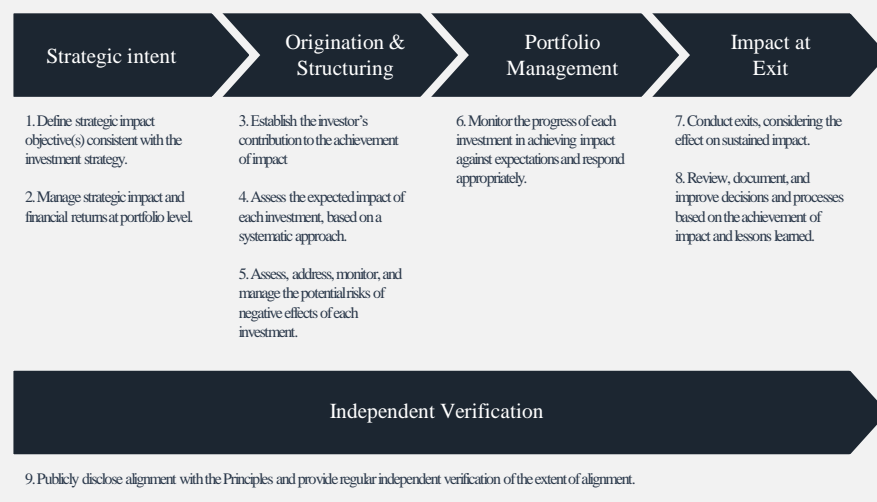 Strategic intent
Origination &
Structuring
Portfolio
Management
Impact at
Exit
1. Define strategic impact
objective(s) consistent with the
investment strategy.
2. Manage strategic impact and
financial returns at portfolio level.
3. Establish the investor's
contribution to the achievement
of impact
4. Assess the expected impact of
each investment, based on a
systematic approach.
5. Assess, address, monitor, and
manage the potential risks of
negative effects of each
investment.
6. Monitor the progress of each
investment in achieving impact
against expectations and respond
appropriately.
7. Conduct exits, considering the
effect on sustained impact.
8. Review, document, and
improve decisions and processes
based on the achievement of
impact and lessons learned.
Independent Verification
9. Publicly disclose alignment with the Principles and provide regular independent verification of the extent of alignment.